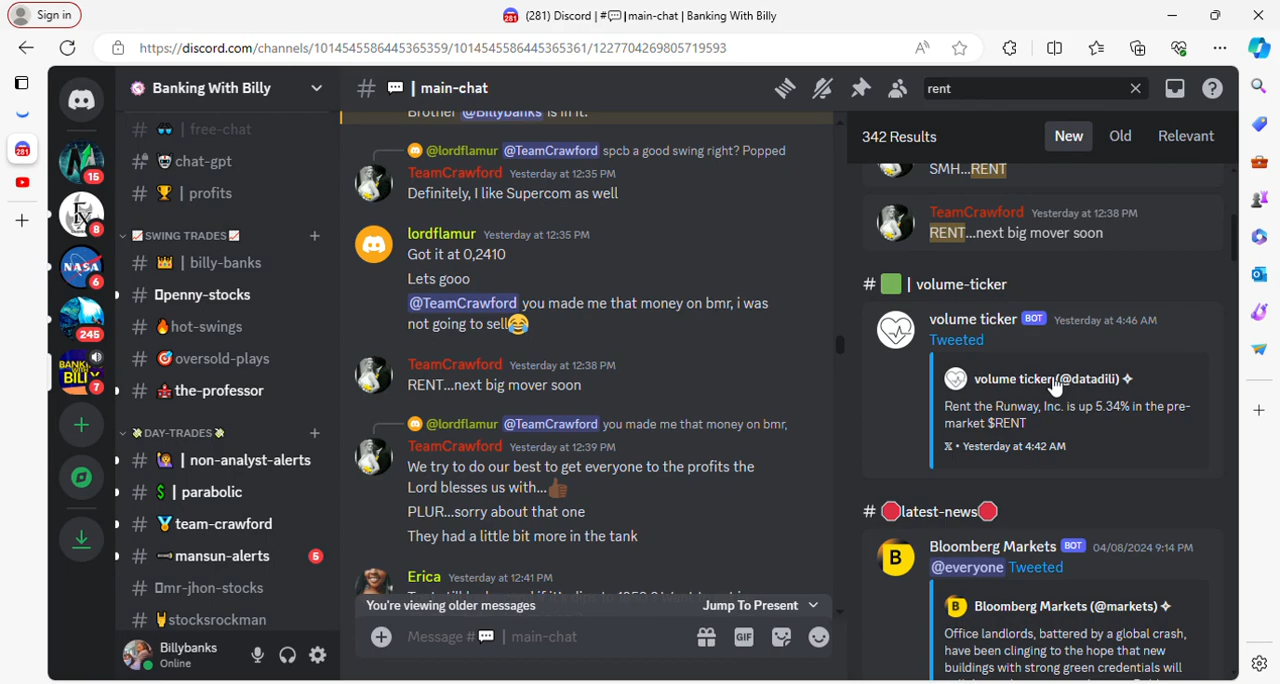 Sign in
(281) Discord | #💬|main-chat | Banking With Billy
https://discord.com/channels/1014545586445365359/1014545586445365361/1227704269805719593
281
Banking With Billy
# 💬 | main-chat
rent
# 🕶 | free-chat
# chat-gpt
# 🏆 | profits
📈SWING TRADES📈
# 👑 | billy-banks
# penny-stocks
# 🔥hot-swings
# 🎯oversold-plays
# the-professor
💸DAY-TRADES💸
# 🙋 | non-analyst-alerts
# $ | parabolic
# 🏅team-crawford
# mansun-alerts 5
# mr-jhon-stocks
# 🤘stocksrockman
Billybanks
Online
15
8
NASA
6
245
BANKING
BILLY
7
Brother @Billybanks is in it.
@lordflamur @TeamCrawford spcb a good swing right? Popped
TeamCrawford Yesterday at 12:35 PM
Definitely, I like Supercom as well
lordflamur Yesterday at 12:35 PM
Got it at 0,2410
Lets gooo
@TeamCrawford you made me that money on bmr, i was
not going to sell😂
TeamCrawford Yesterday at 12:38 PM
RENT...next big mover soon
@lordflamur @TeamCrawford you made me that money on bmr,
TeamCrawford Yesterday at 12:39 PM
We try to do our best to get everyone to the profits the
Lord blesses us with...👍🏾
PLUR...sorry about that one
They had a little bit more in the tank
Erica Yesterday at 12:41 PM
You're viewing older messages Jump To Present
Message #💬 | main-chat
GIF
342 Results New Old Relevant
SMH...RENT
TeamCrawford Yesterday at 12:38 PM
RENT...next big mover soon
# 🟩 | volume-ticker
volume ticker BOT Yesterday at 4:46 AM
Tweeted
volume ticker (@datadili) ✧
Rent the Runway, Inc. is up 5.34% in the pre-
market $RENT
X • Yesterday at 4:42 AM
# 🛑latest-news🛑
Bloomberg Markets BOT 04/08/2024 9:14 PM
@everyone Tweeted
B Bloomberg Markets (@markets) ✧
Office landlords, battered by a global crash,
have been clinging to the hope that new
buildings with strong green credentials will